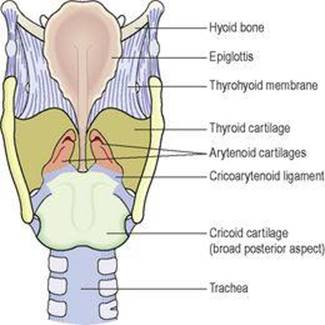 Hyoid bone
Epiglottis
Thyrohyoid membrane
Thyroid cartilage
Arytenoid cartilages
Cricoarytenoid ligament
Cricoid cartilage
(broad posterior aspect)
Trachea